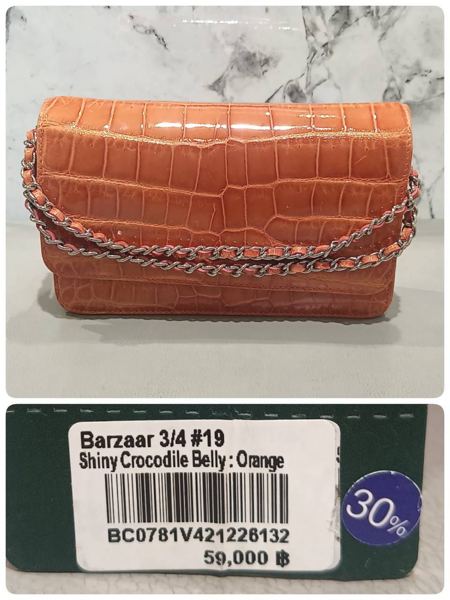 Barzaar 3/4 #19
Shiny Crocodile Belly : Orange
BC0781V421226132
59,000 ฿
30%